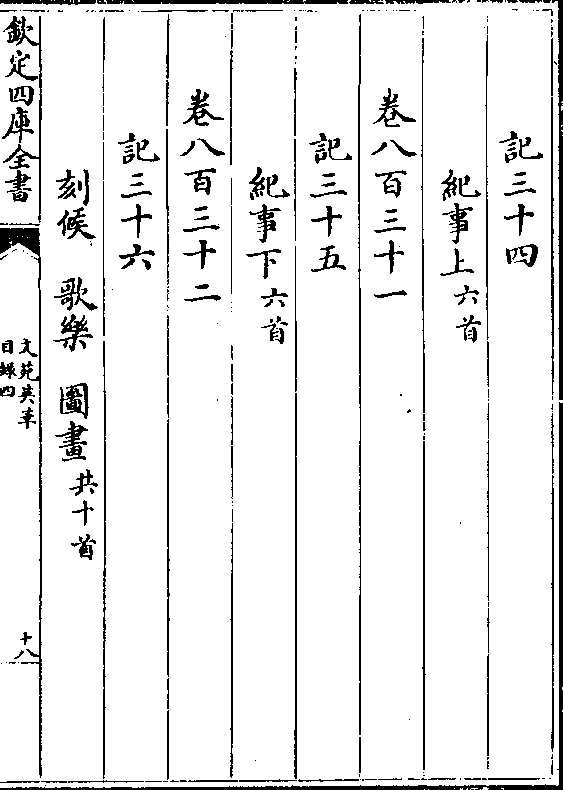 記三十四
紀事上六首
卷八百三十一
記三十五
紀事下六首
卷八百三十二
記三十六
刻候 歌樂 圖畫共十首
欽定四庫全書
文苑英華
目錄四
十八